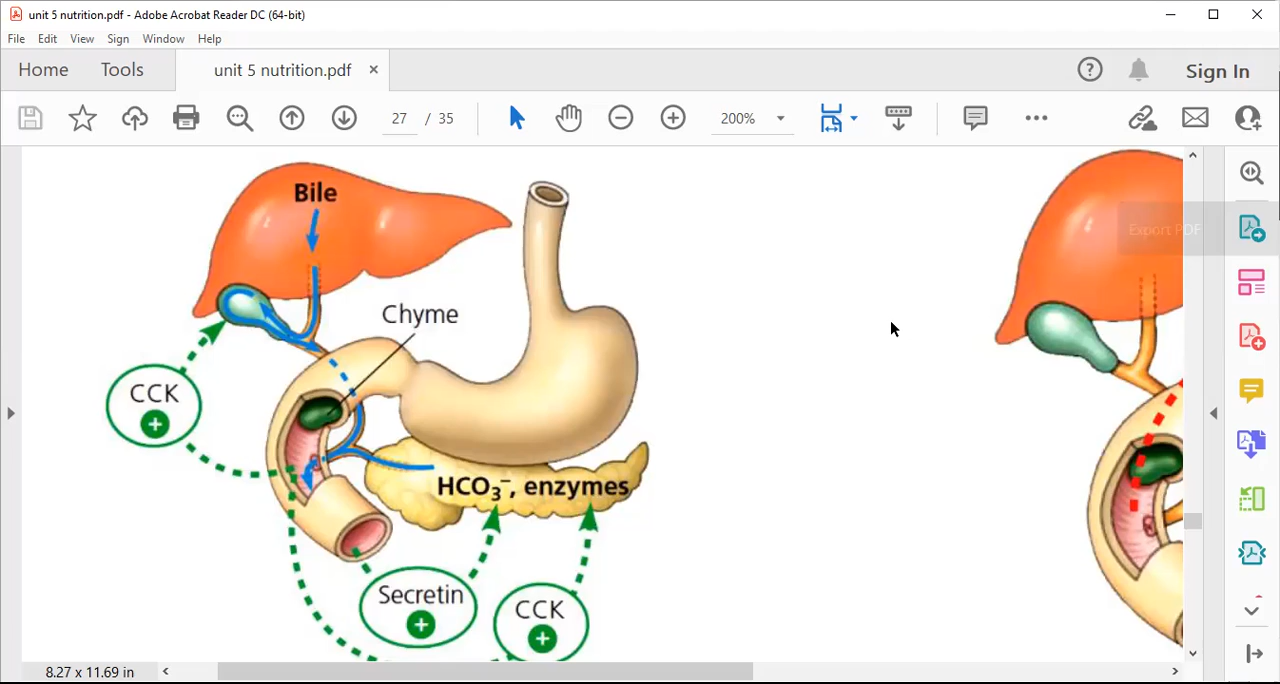 unit 5 nutrition.pdf - Adobe Acrobat Reader DC (64-bit)
File Edit View Sign Window Help
Home Tools unit 5 nutrition.pdf × Sign In
27 / 35 200%
Bile
Export PDF
Chyme
CCK
+
HCO₃⁻, enzymes
Secretin
+
CCK
+
8.27 x 11.69 in